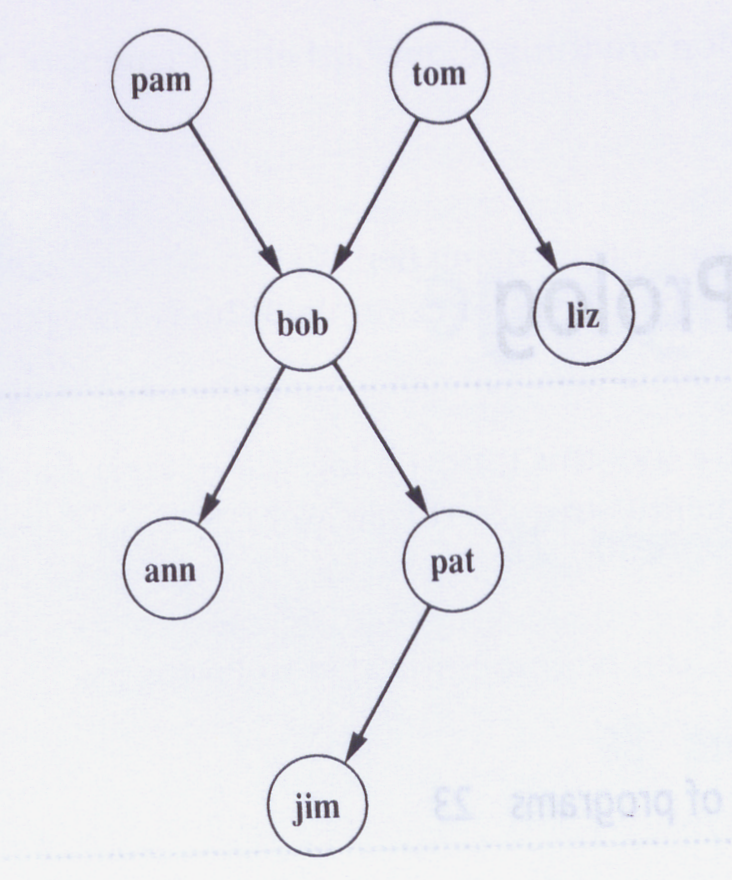 pam
tom
bob
liz
Prolog
ann
pat
jim
of programs 23